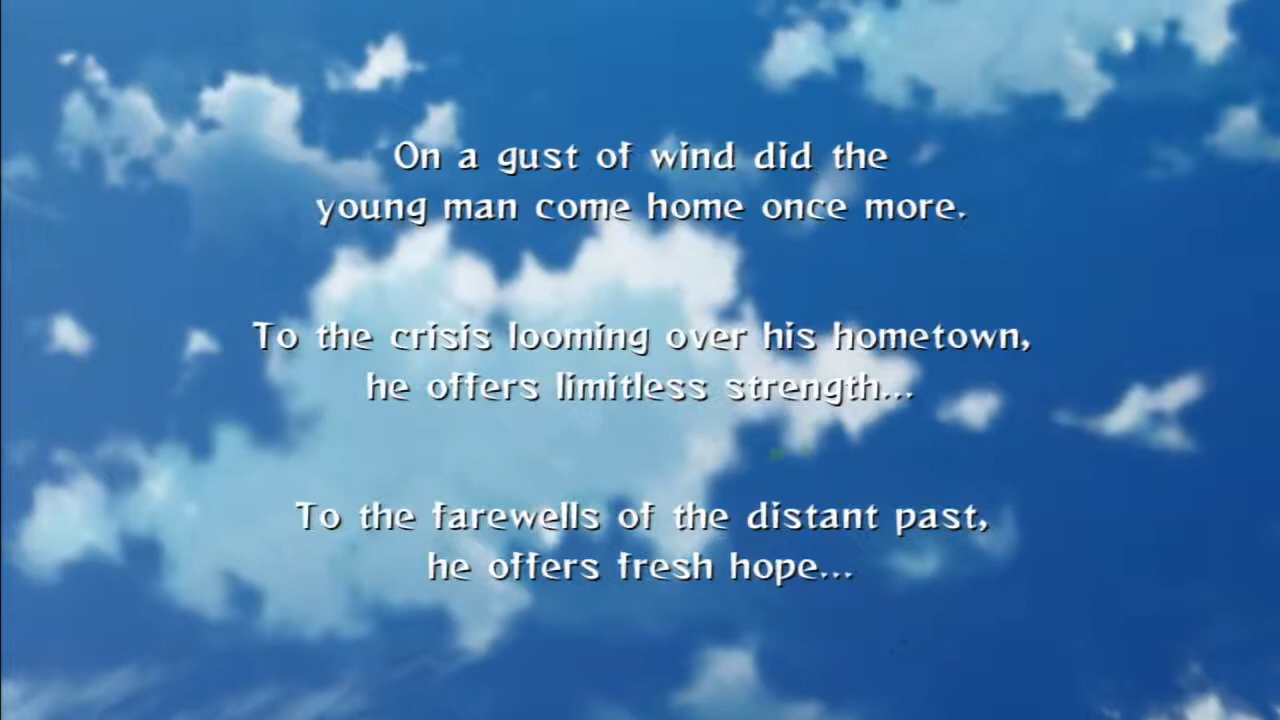 On a gust of wind did the
young man come home once more.
To the crisis looming over his hometown,
he offers limitless strength...
To the farewells of the distant past,
he offers fresh hope...